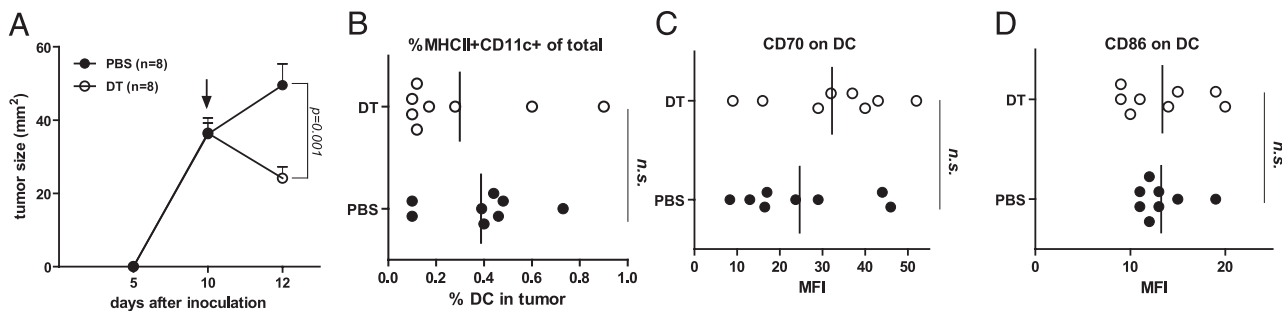 A
60
40
20
0
tumor size (mm2)
PBS (n=8)
DT (n=8)
p=0.001
5 10 12
days after inoculation
B
%MHCII+CD11c+ of total
DT
PBS
n.s.
0.0 0.2 0.4 0.6 0.8 1.0
% DC in tumor
C
CD70 on DC
DT
PBS
n.s.
0 10 20 30 40 50
MFI
D
CD86 on DC
DT
PBS
n.s.
0 10 20
MFI